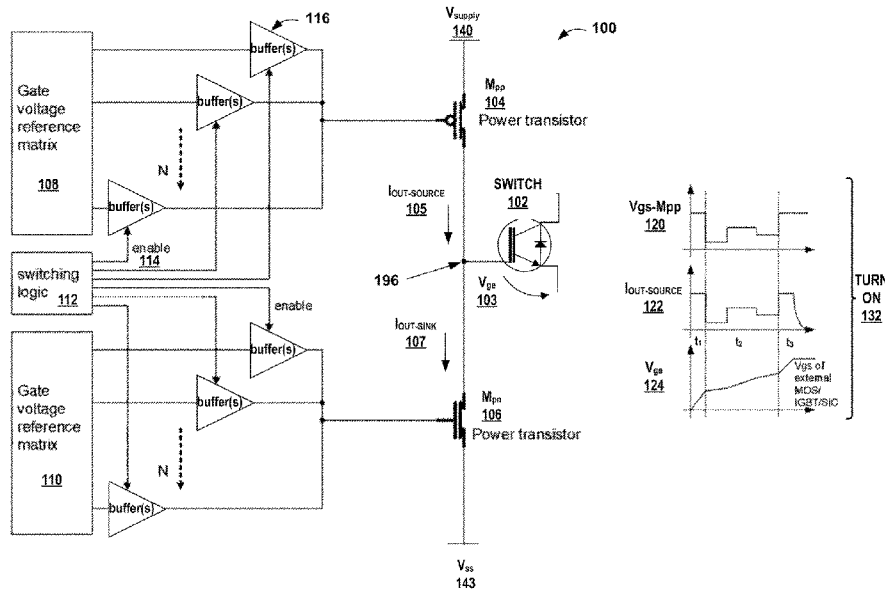 116
buffer(s)
buffer(s)
N
buffer(s)
Gate
voltage
reference
matrix
108
enable
114
switching
logic
112
enable
Gate
voltage
reference
matrix
110
buffer(s)
buffer(s)
N
buffer(s)
Vsupply
140
100
Mpp
104
Power transistor
IOUT-SOURCE
105
SWITCH
102
196
Vge
103
IOUT-SINK
107
Mpn
106
Power transistor
Vss
143
Vgs-Mpp
120
IOUT-SOURCE
122
t1
t2
t3
Vge
124
Vgs of
external
MOS/
IGBT/SiC
TURN
ON
132